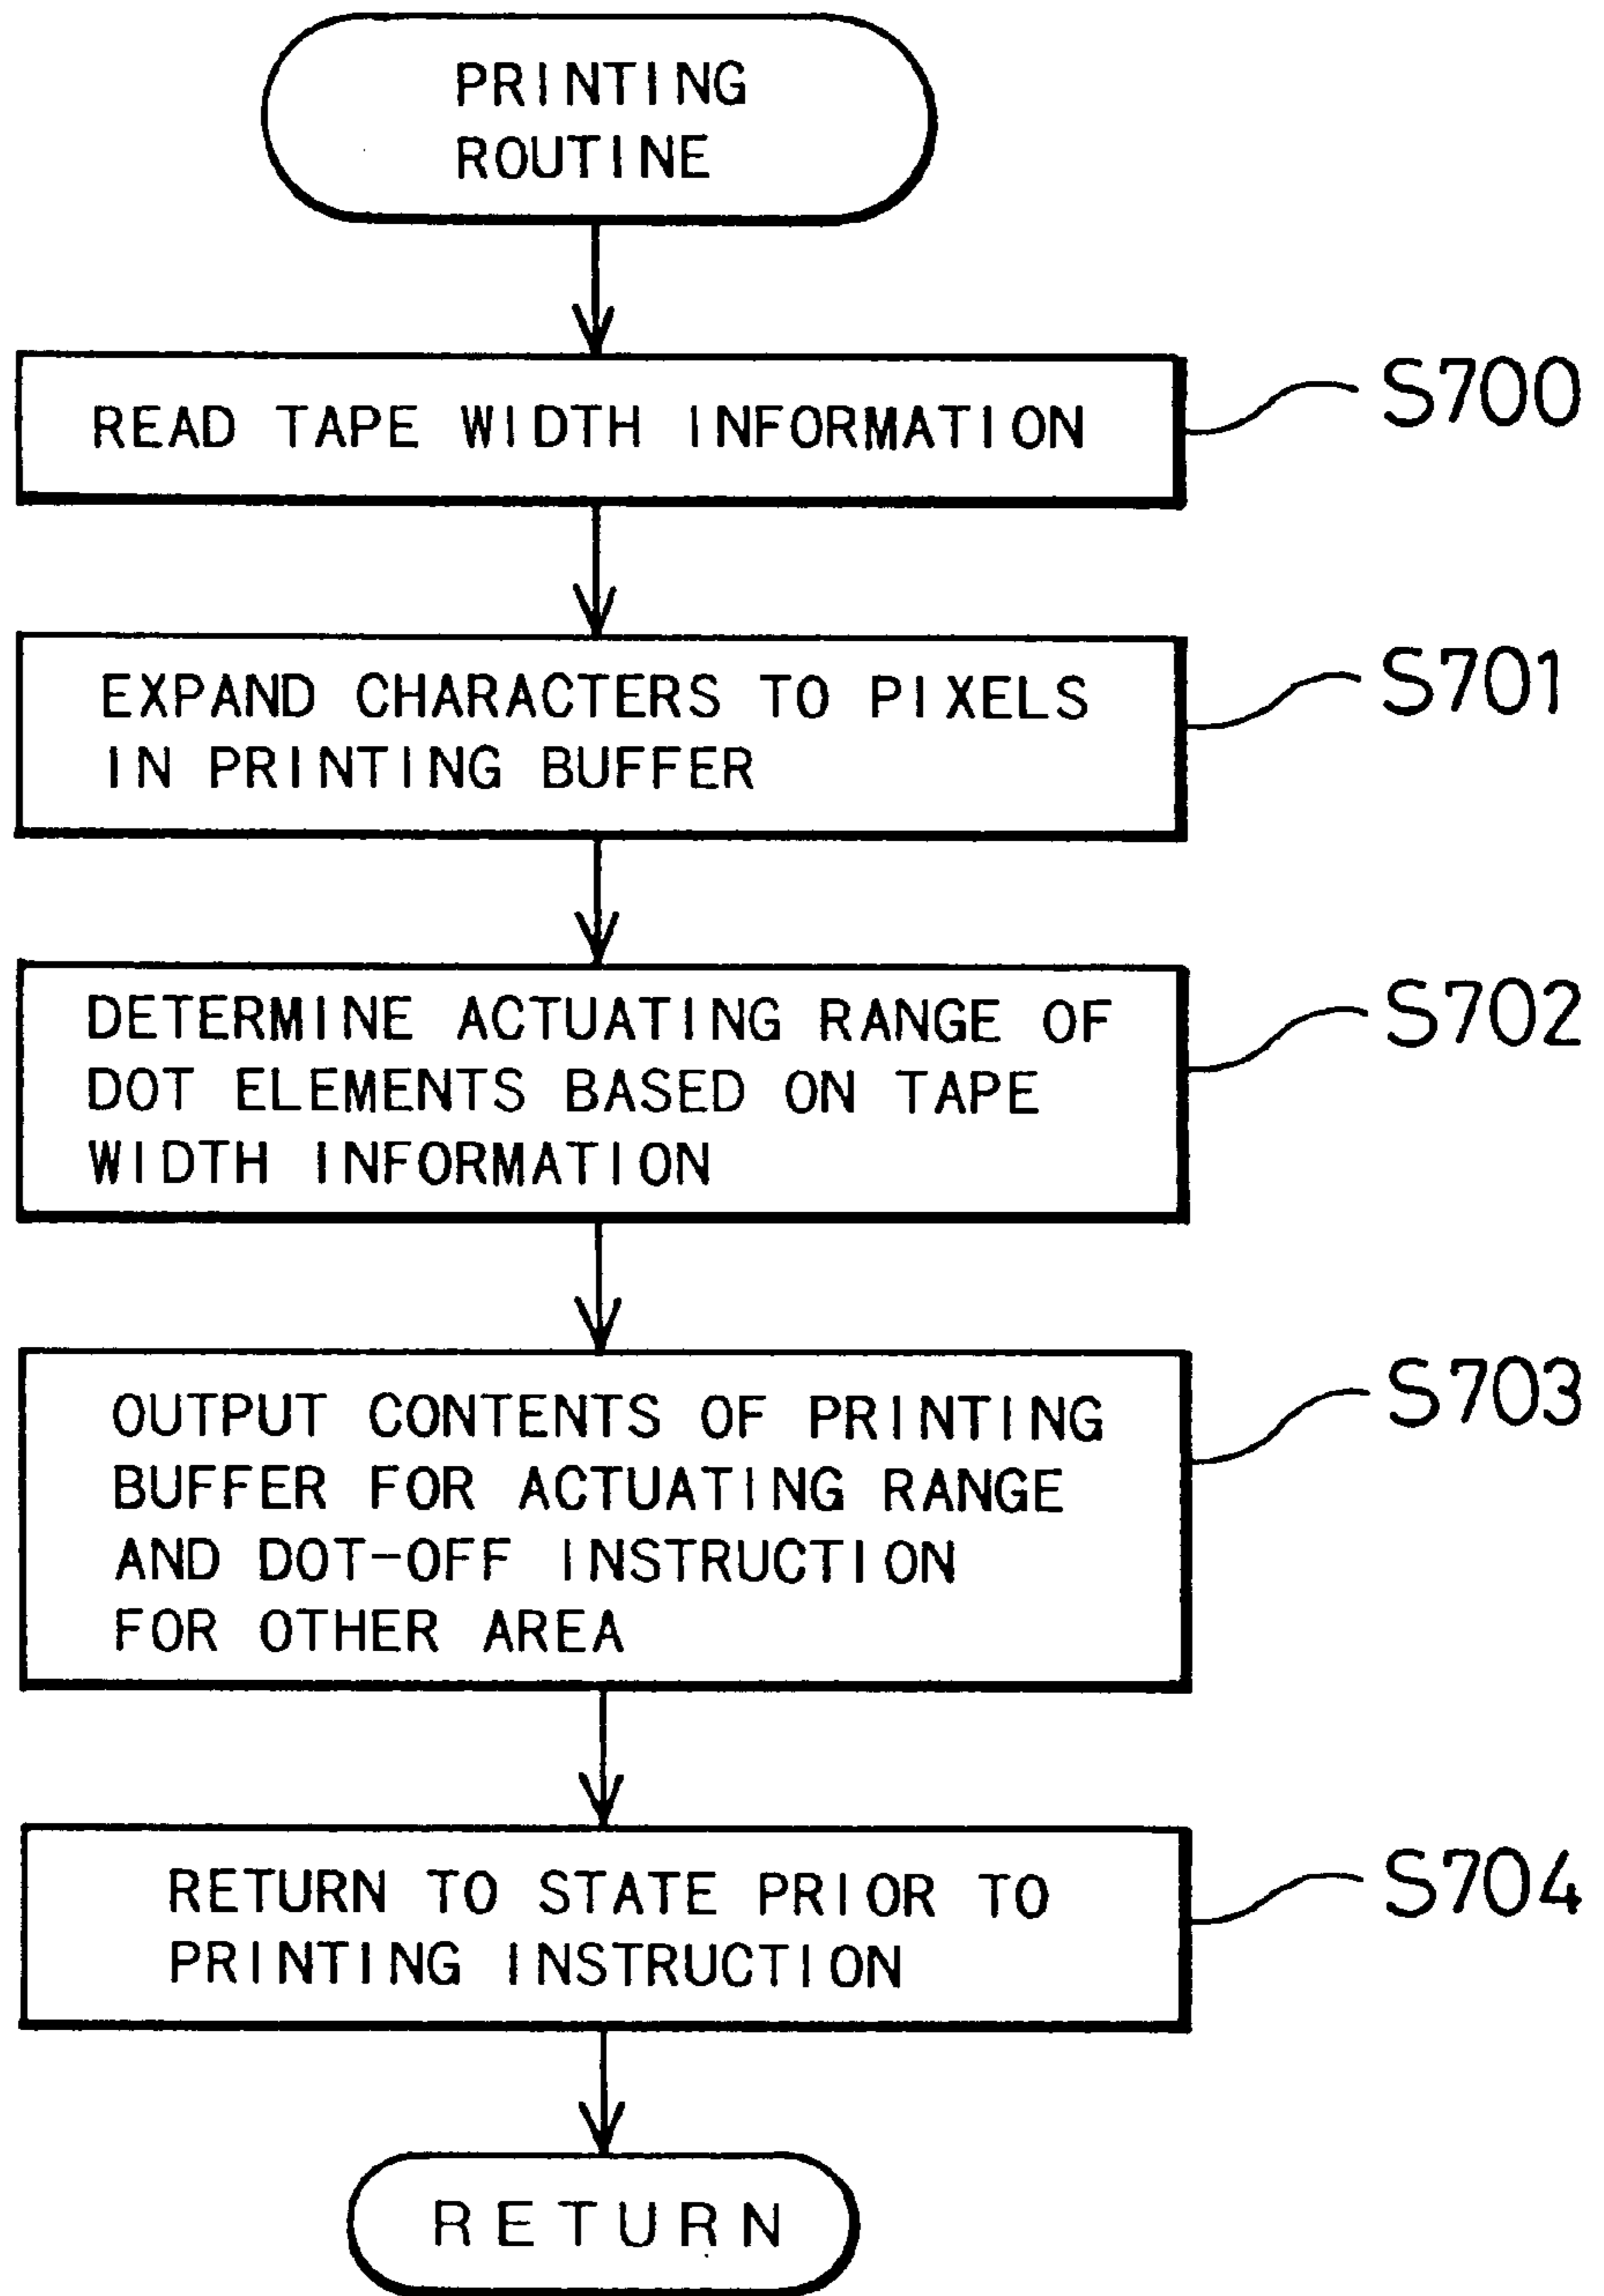 PRINTING
ROUTINE
READ TAPE WIDTH INFORMATION
S700
EXPAND CHARACTERS TO PIXELS
IN PRINTING BUFFER
S701
DETERMINE ACTUATING RANGE OF
DOT ELEMENTS BASED ON TAPE
WIDTH INFORMATION
S702
OUTPUT CONTENTS OF PRINTING
BUFFER FOR ACTUATING RANGE
AND DOT-OFF INSTRUCTION
FOR OTHER AREA
S703
RETURN TO STATE PRIOR TO
PRINTING INSTRUCTION
S704
RETURN